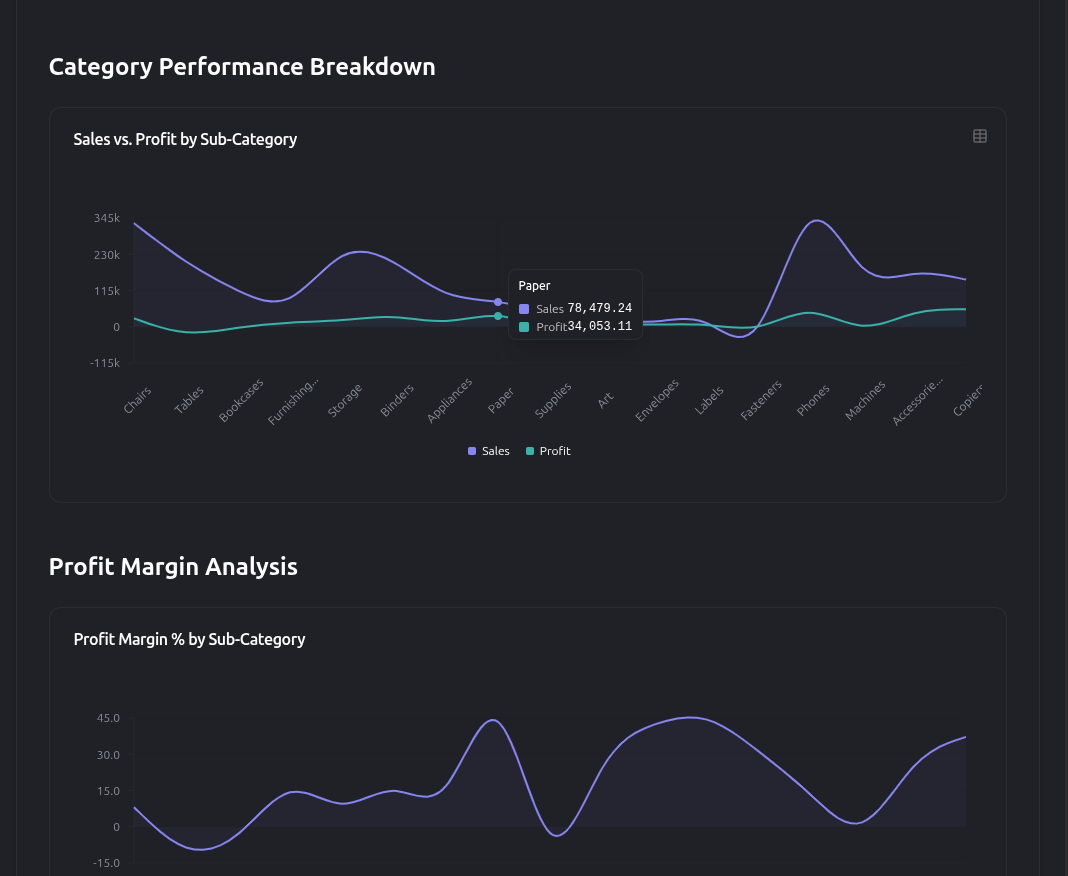 Category Performance Breakdown
Sales vs. Profit by Sub-Category
345k
230k
115k
0
-115k
Paper
Sales 78,479.24
Profit 34,053.11
Chairs
Tables
Bookcases
Furnishing...
Storage
Binders
Appliances
Paper
Supplies
Art
Envelopes
Labels
Fasteners
Phones
Machines
Accessorie...
Copier
Sales
Profit
Profit Margin Analysis
Profit Margin % by Sub-Category
45.0
30.0
15.0
0
-15.0